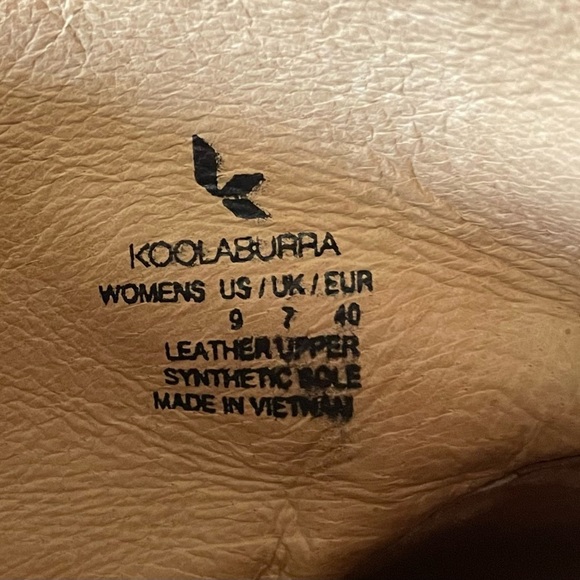 KOOLABURRA
WOMENS US / UK / EUR
9 7 40
LEATHER UPPER
SYNTHETIC SOLE
MADE IN VIETNAM